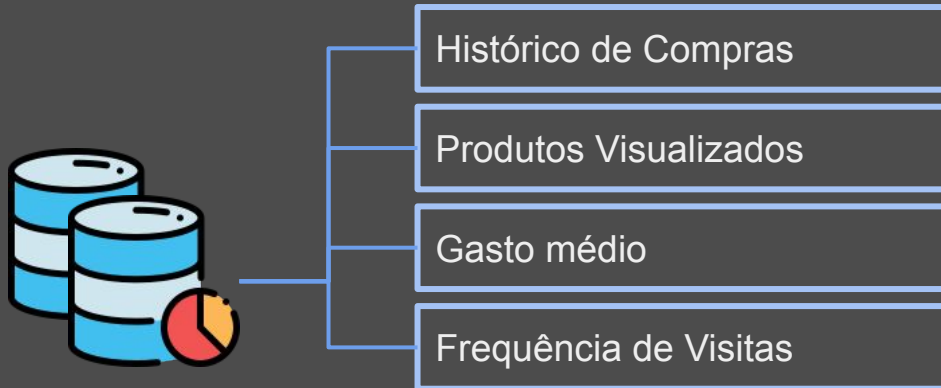 Histórico de Compras
Produtos Visualizados
Gasto médio
Frequência de Visitas